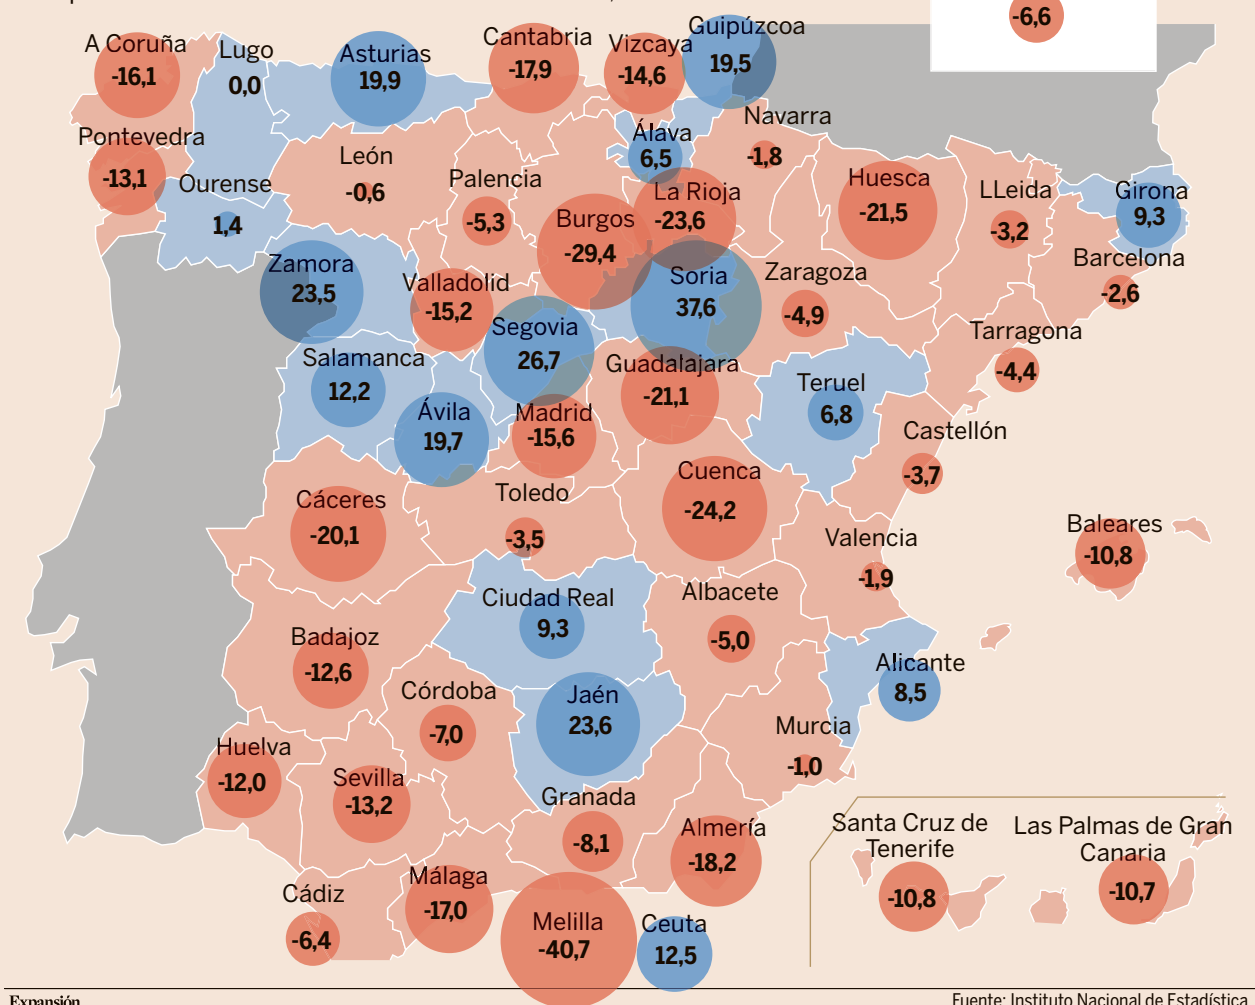 -6,6
A Coruña
-16,1
Lugo
0,0
Asturias
19,9
Cantabria
-17,9
Vizcaya
-14,6
Guipúzcoa
19,5
Pontevedra
-13,1
Ourense
1,4
León
-0,6
Palencia
-5,3
Burgos
-29,4
Álava
6,5
La Rioja
-23,6
Navarra
-1,8
Huesca
-21,5
LLeida
-3,2
Girona
9,3
Barcelona
-2,6
Zamora
23,5
Valladolid
-15,2
Segovia
26,7
Soria
37,6
Zaragoza
-4,9
Tarragona
-4,4
Salamanca
12,2
Ávila
19,7
Madrid
-15,6
Guadalajara
-21,1
Teruel
6,8
Castellón
-3,7
Cáceres
-20,1
Toledo
-3,5
Cuenca
-24,2
Valencia
-1,9
Baleares
-10,8
Ciudad Real
9,3
Albacete
-5,0
Badajoz
-12,6
Alicante
8,5
Córdoba
-7,0
Jaén
23,6
Murcia
-1,0
Huelva
-12,0
Sevilla
-13,2
Granada
-8,1
Almería
-18,2
Santa Cruz de
Tenerife
-10,8
Las Palmas de Gran
Canaria
-10,7
Cádiz
-6,4
Málaga
-17,0
Melilla
-40,7
Ceuta
12,5
Expansión
Fuente: Instituto Nacional de Estadística